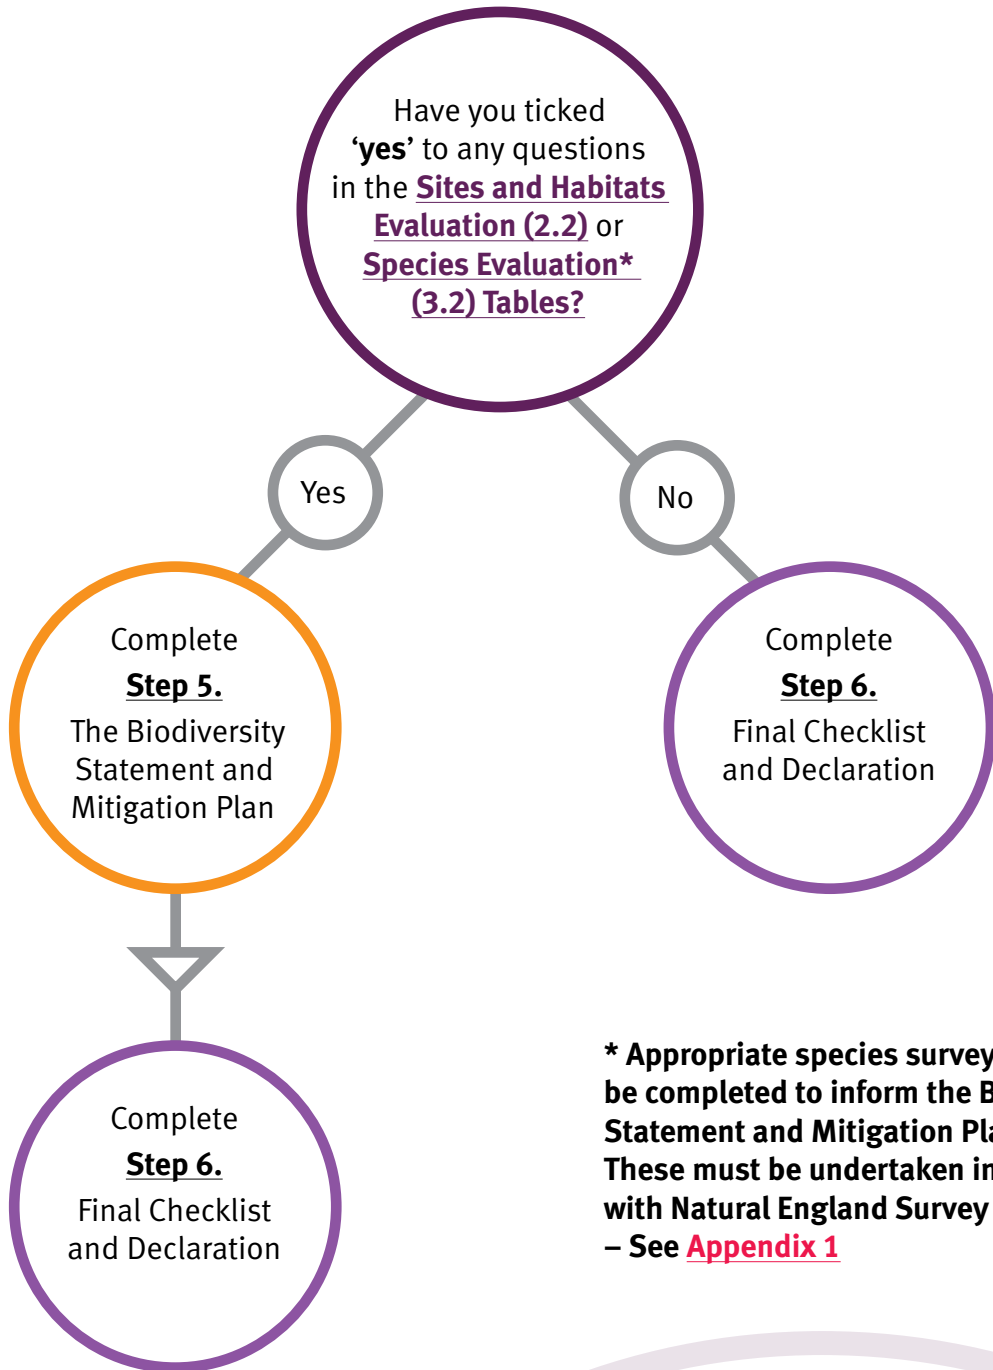 Have you ticked
‘yes’ to any questions
in the Sites and Habitats
Evaluation (2.2) or
Species Evaluation*
(3.2) Tables?
Yes
No
Complete
Step 5.
The Biodiversity
Statement and
Mitigation Plan
Complete
Step 6.
Final Checklist
and Declaration
Complete
Step 6.
Final Checklist
and Declaration
* Appropriate species survey
be completed to inform the
Statement and Mitigation
These must be undertaken in
with Natural England Survey
– See Appendix 1